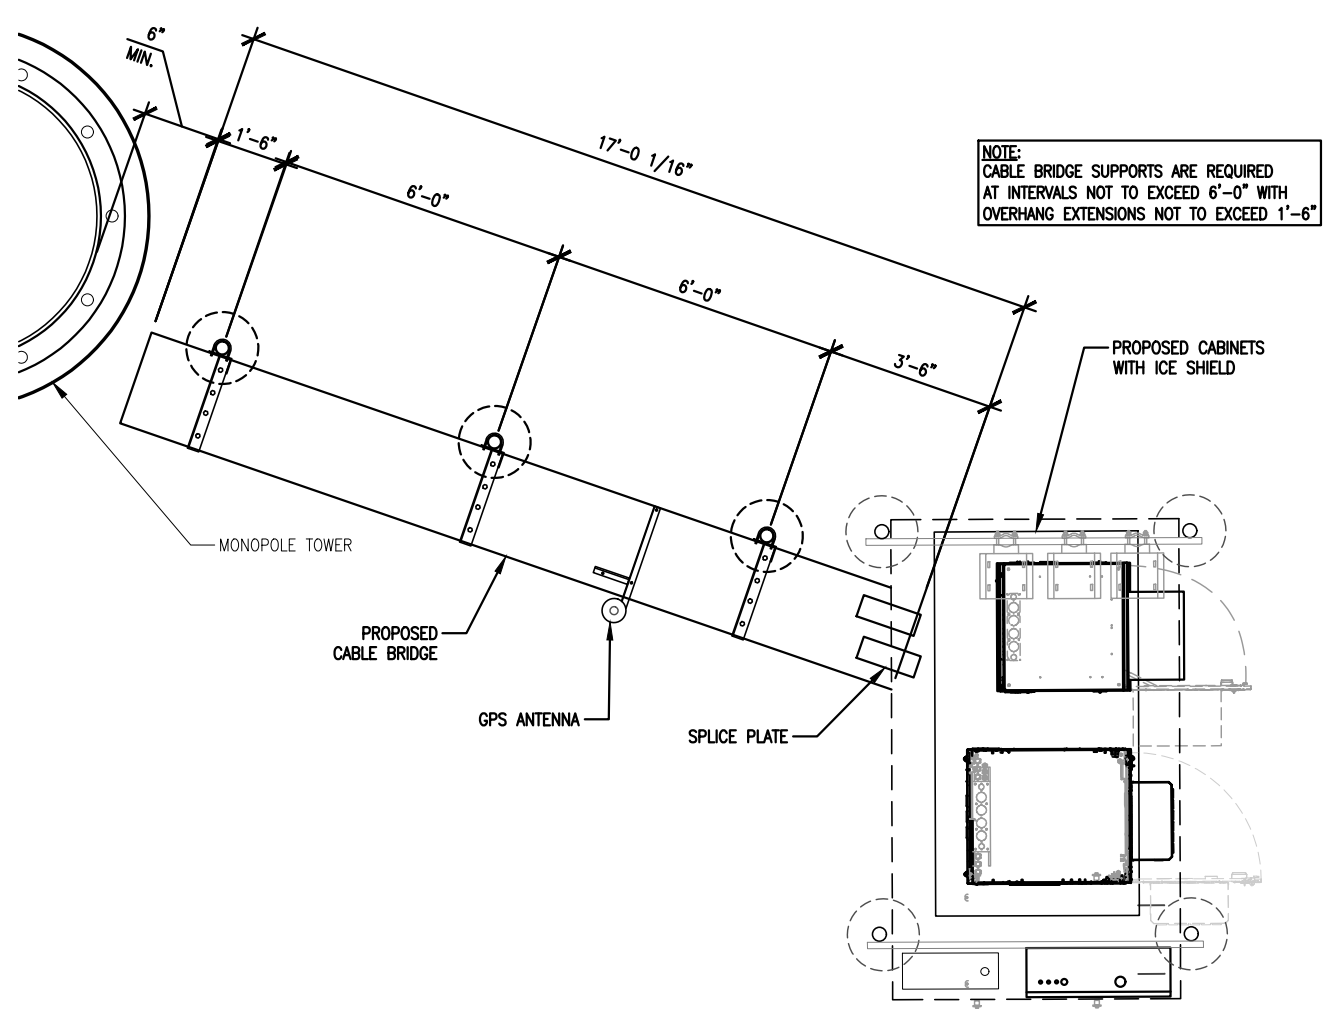 6"
MIN.
1'-6"
6'-0"
17'-0 1/16"
6'-0"
3'-6"
NOTE:
CABLE BRIDGE SUPPORTS ARE REQUIRED
AT INTERVALS NOT TO EXCEED 6'-0" WITH
OVERHANG EXTENSIONS NOT TO EXCEED 1'-6"
PROPOSED CABINETS
WITH ICE SHIELD
MONOPOLE TOWER
PROPOSED
CABLE BRIDGE
GPS ANTENNA
SPLICE PLATE